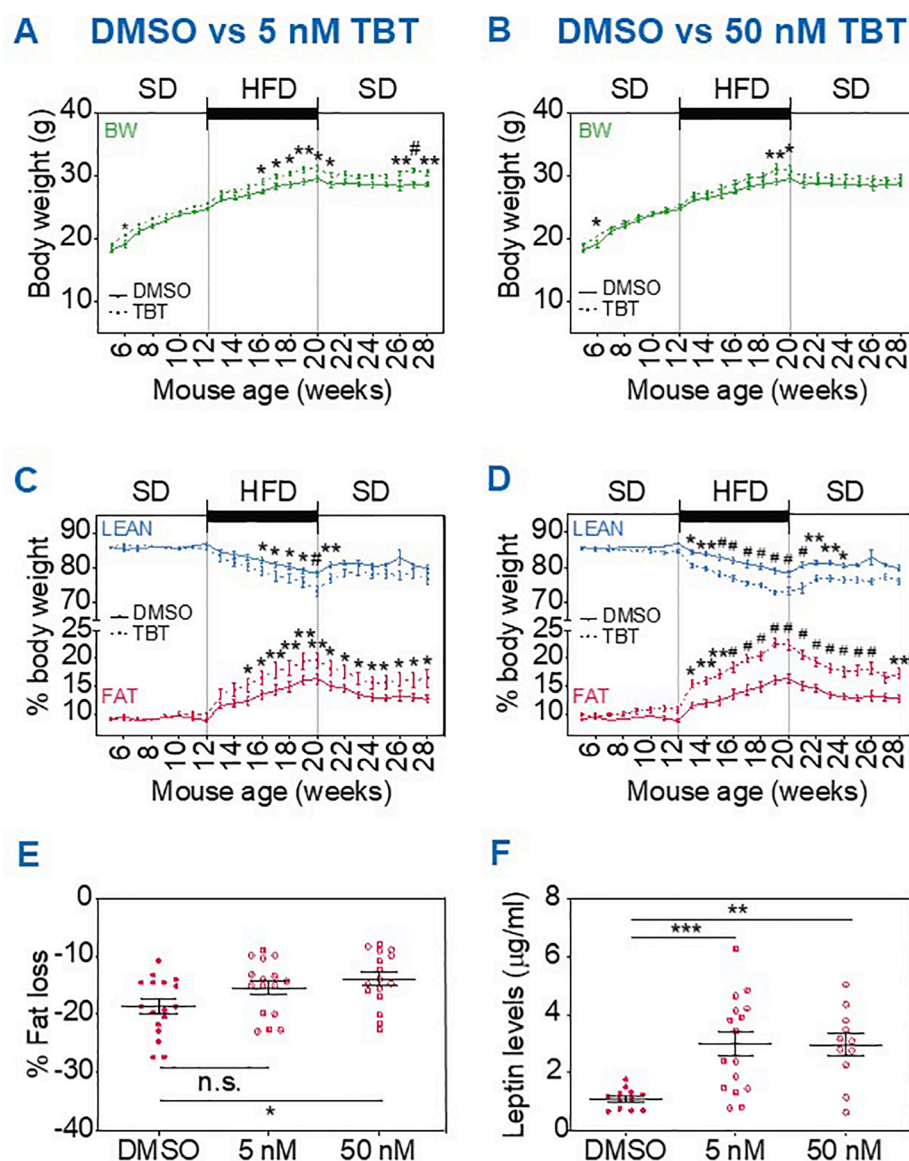 A DMSO vs 5 nM TBT
B DMSO vs 50 nM TBT
SD HFD SD
SD HFD SD
Body weight (g)
40
30
20
10
BW
* * * * ** * * ** # **
DMSO
TBT
6 8 10 12 14 16 18 20 22 24 26 28
Mouse age (weeks)
Body weight (g)
40
30
20
10
BW
* ** *
DMSO
TBT
6 8 10 12 14 16 18 20 22 24 26 28
Mouse age (weeks)
C
SD HFD SD
% body weight
90
80
70
25
20
15
10
LEAN
* * * * # **
DMSO
TBT
FAT
6 8 10 12 14 16 18 20 22 24 26 28
Mouse age (weeks)
D
SD HFD SD
% body weight
90
80
70
25
20
15
10
LEAN
* ** # # # # # # # ** ** *
DMSO
TBT
* ** ** # # # # # # # # # # # **
FAT
6 8 10 12 14 16 18 20 22 24 26 28
Mouse age (weeks)
E
% Fat loss
0
-10
-20
-30
-40
n.s.
*
DMSO 5 nM 50 nM
F
Leptin levels (µg/ml)
8
6
4
2
0
**
***
DMSO 5 nM 50 nM